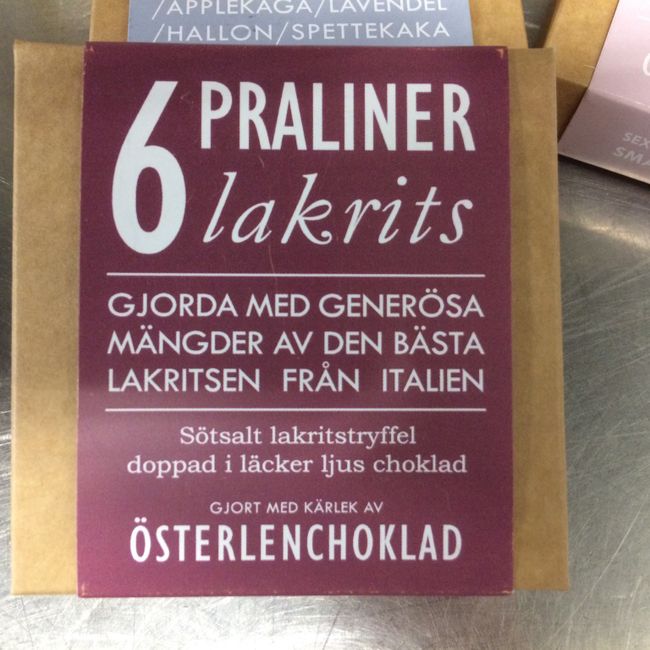 /ÄPPLEKAGA/LAVENDEL
/HALLON/SPETTEKAKA
6 PRALINER
lakrits
GJORDA MED GENERÖSA
MÄNGDER AV DEN BÄSTA
LAKRITSEN FRÅN ITALIEN
Sötsalt lakritstryffel
doppad i läcker ljus choklad
GJORT MED KÄRLEK AV
ÖSTERLENCHOKLAD